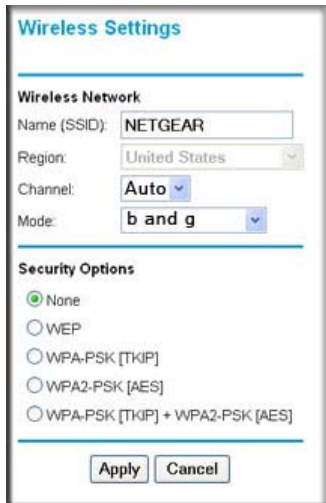 Wireless Settings
Wireless Network
Name (SSID): NETGEAR
Region: United States
Channel: Auto
Mode: b and g
Security Options
None
WEP
WPA-PSK [TKIP]
WPA2-PSK [AES]
WPA-PSK [TKIP] + WPA2-PSK [AES]
Apply Cancel